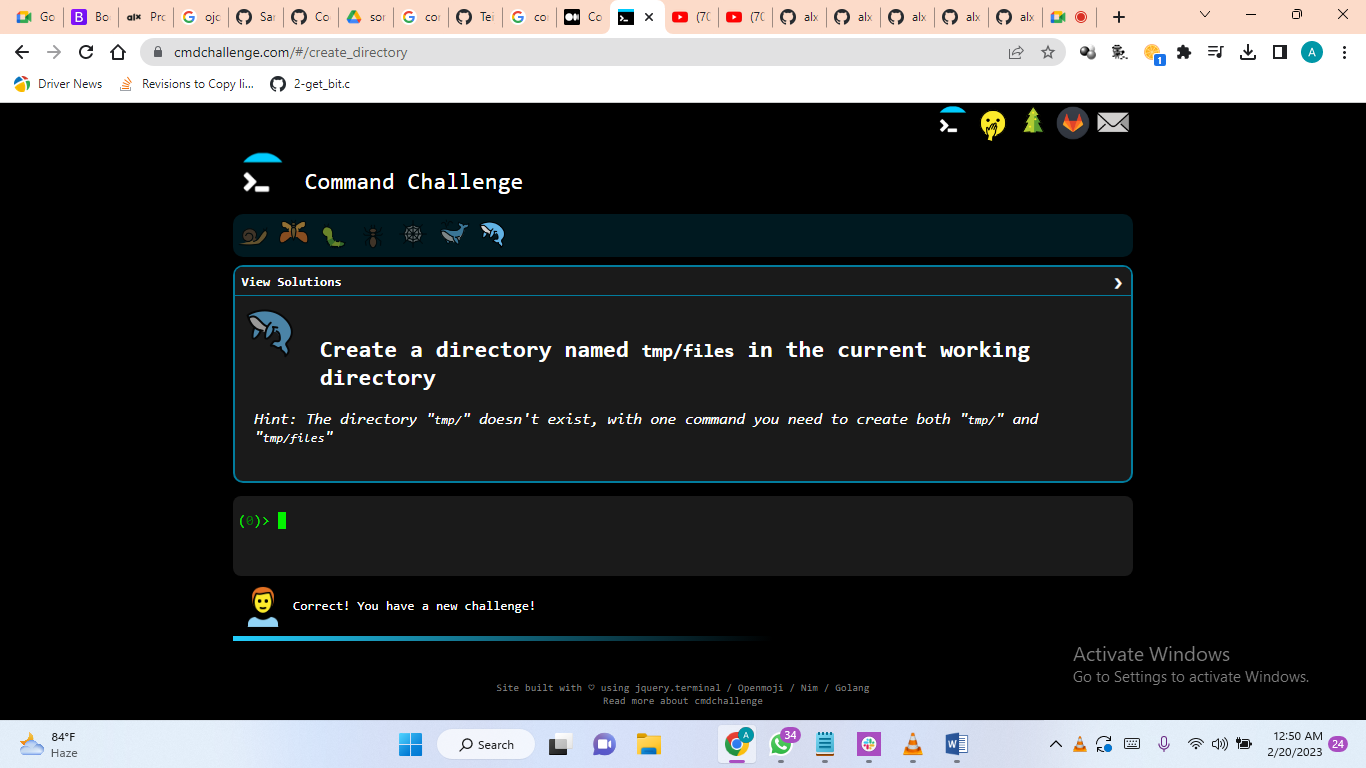 Go
Bo
alx Pro
ojo
Sar
Co
sor
cor
Tei
co
Co
(70
(70
alx
alx
alx
alx
alx
cmdchallenge.com/#/create_directory
1
A
Driver News
Revisions to Copy li...
2-get_bit.c
Command Challenge
View Solutions
Create a directory named tmp/files in the current working
directory
Hint: The directory "tmp/" doesn't exist, with one command you need to create both "tmp/" and
"tmp/files"
(0)>
Correct! You have a new challenge!
Activate Windows
Go to Settings to activate Windows.
Site built with ♡ using jquery.terminal / Openmoji / Nim / Golang
Read more about cmdchallenge
84°F
Haze
Search
A
34
12:50 AM
2/20/2023
24